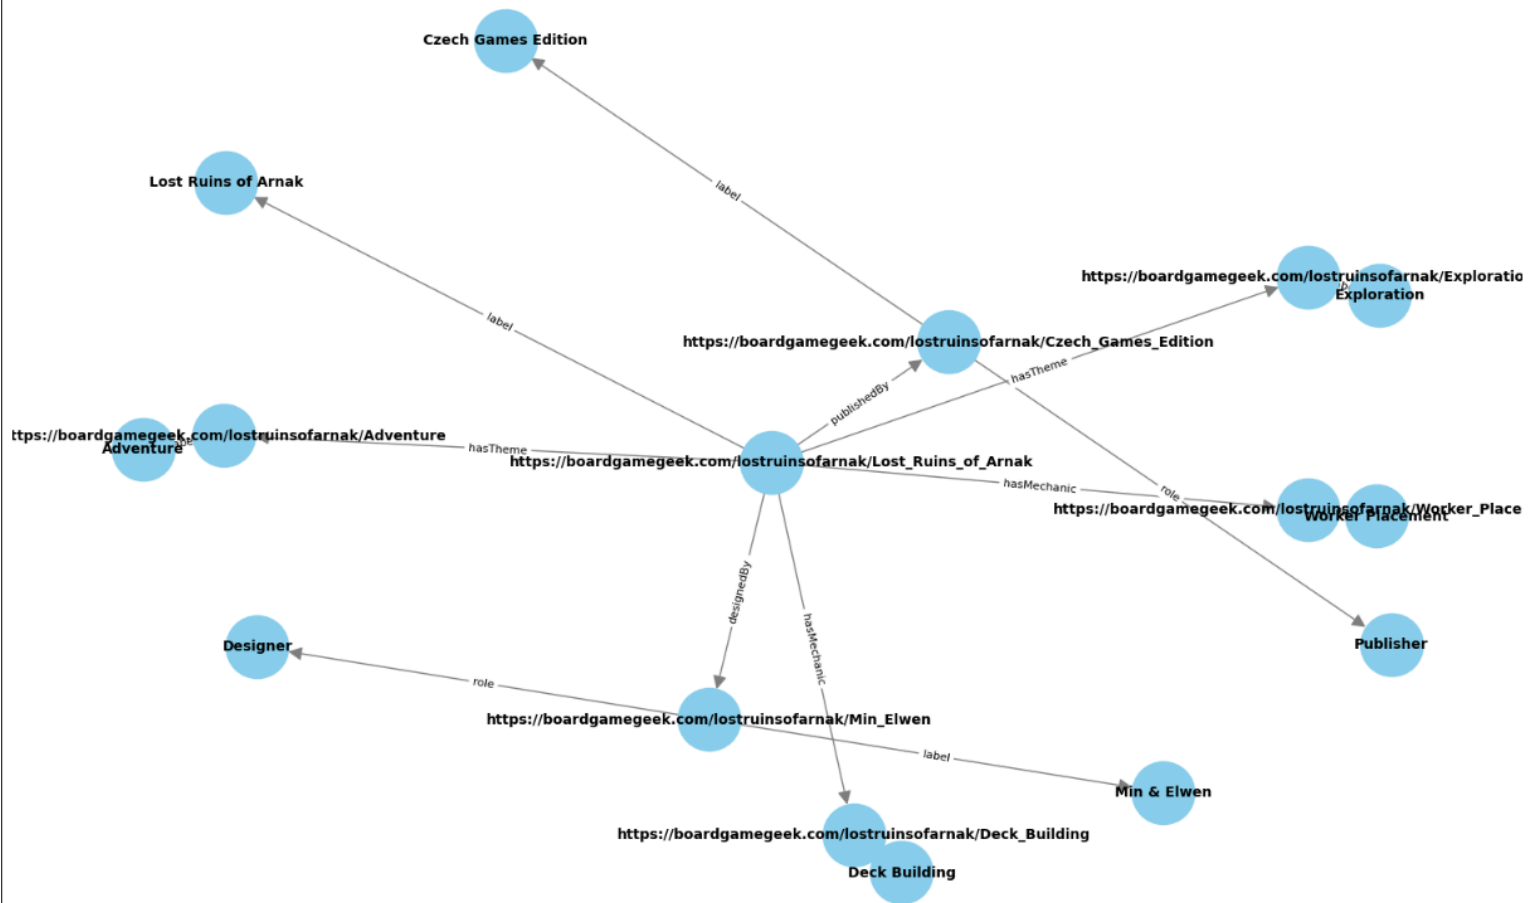 Czech Games Edition
Lost Ruins of Arnak
label
https://boardgamegeek.com/lostruinsofarnak/Exploratio
Exploration
label
https://boardgamegeek.com/lostruinsofarnak/Czech_Games_Edition
hasTheme
publishedBy
ttps://boardgamegeek.com/lostruinsofarnak/Adventure
Adventure
hasTheme
https://boardgamegeek.com/lostruinsofarnak/Lost_Ruins_of_Arnak
hasMechanic
role
https://boardgamegeek.com/lostruinsofarnak/Worker_Place
Worker Placement
designedBy
hasMechanic
Designer
Publisher
role
https://boardgamegeek.com/lostruinsofarnak/Min_Elwen
label
Min & Elwen
https://boardgamegeek.com/lostruinsofarnak/Deck_Building
Deck Building